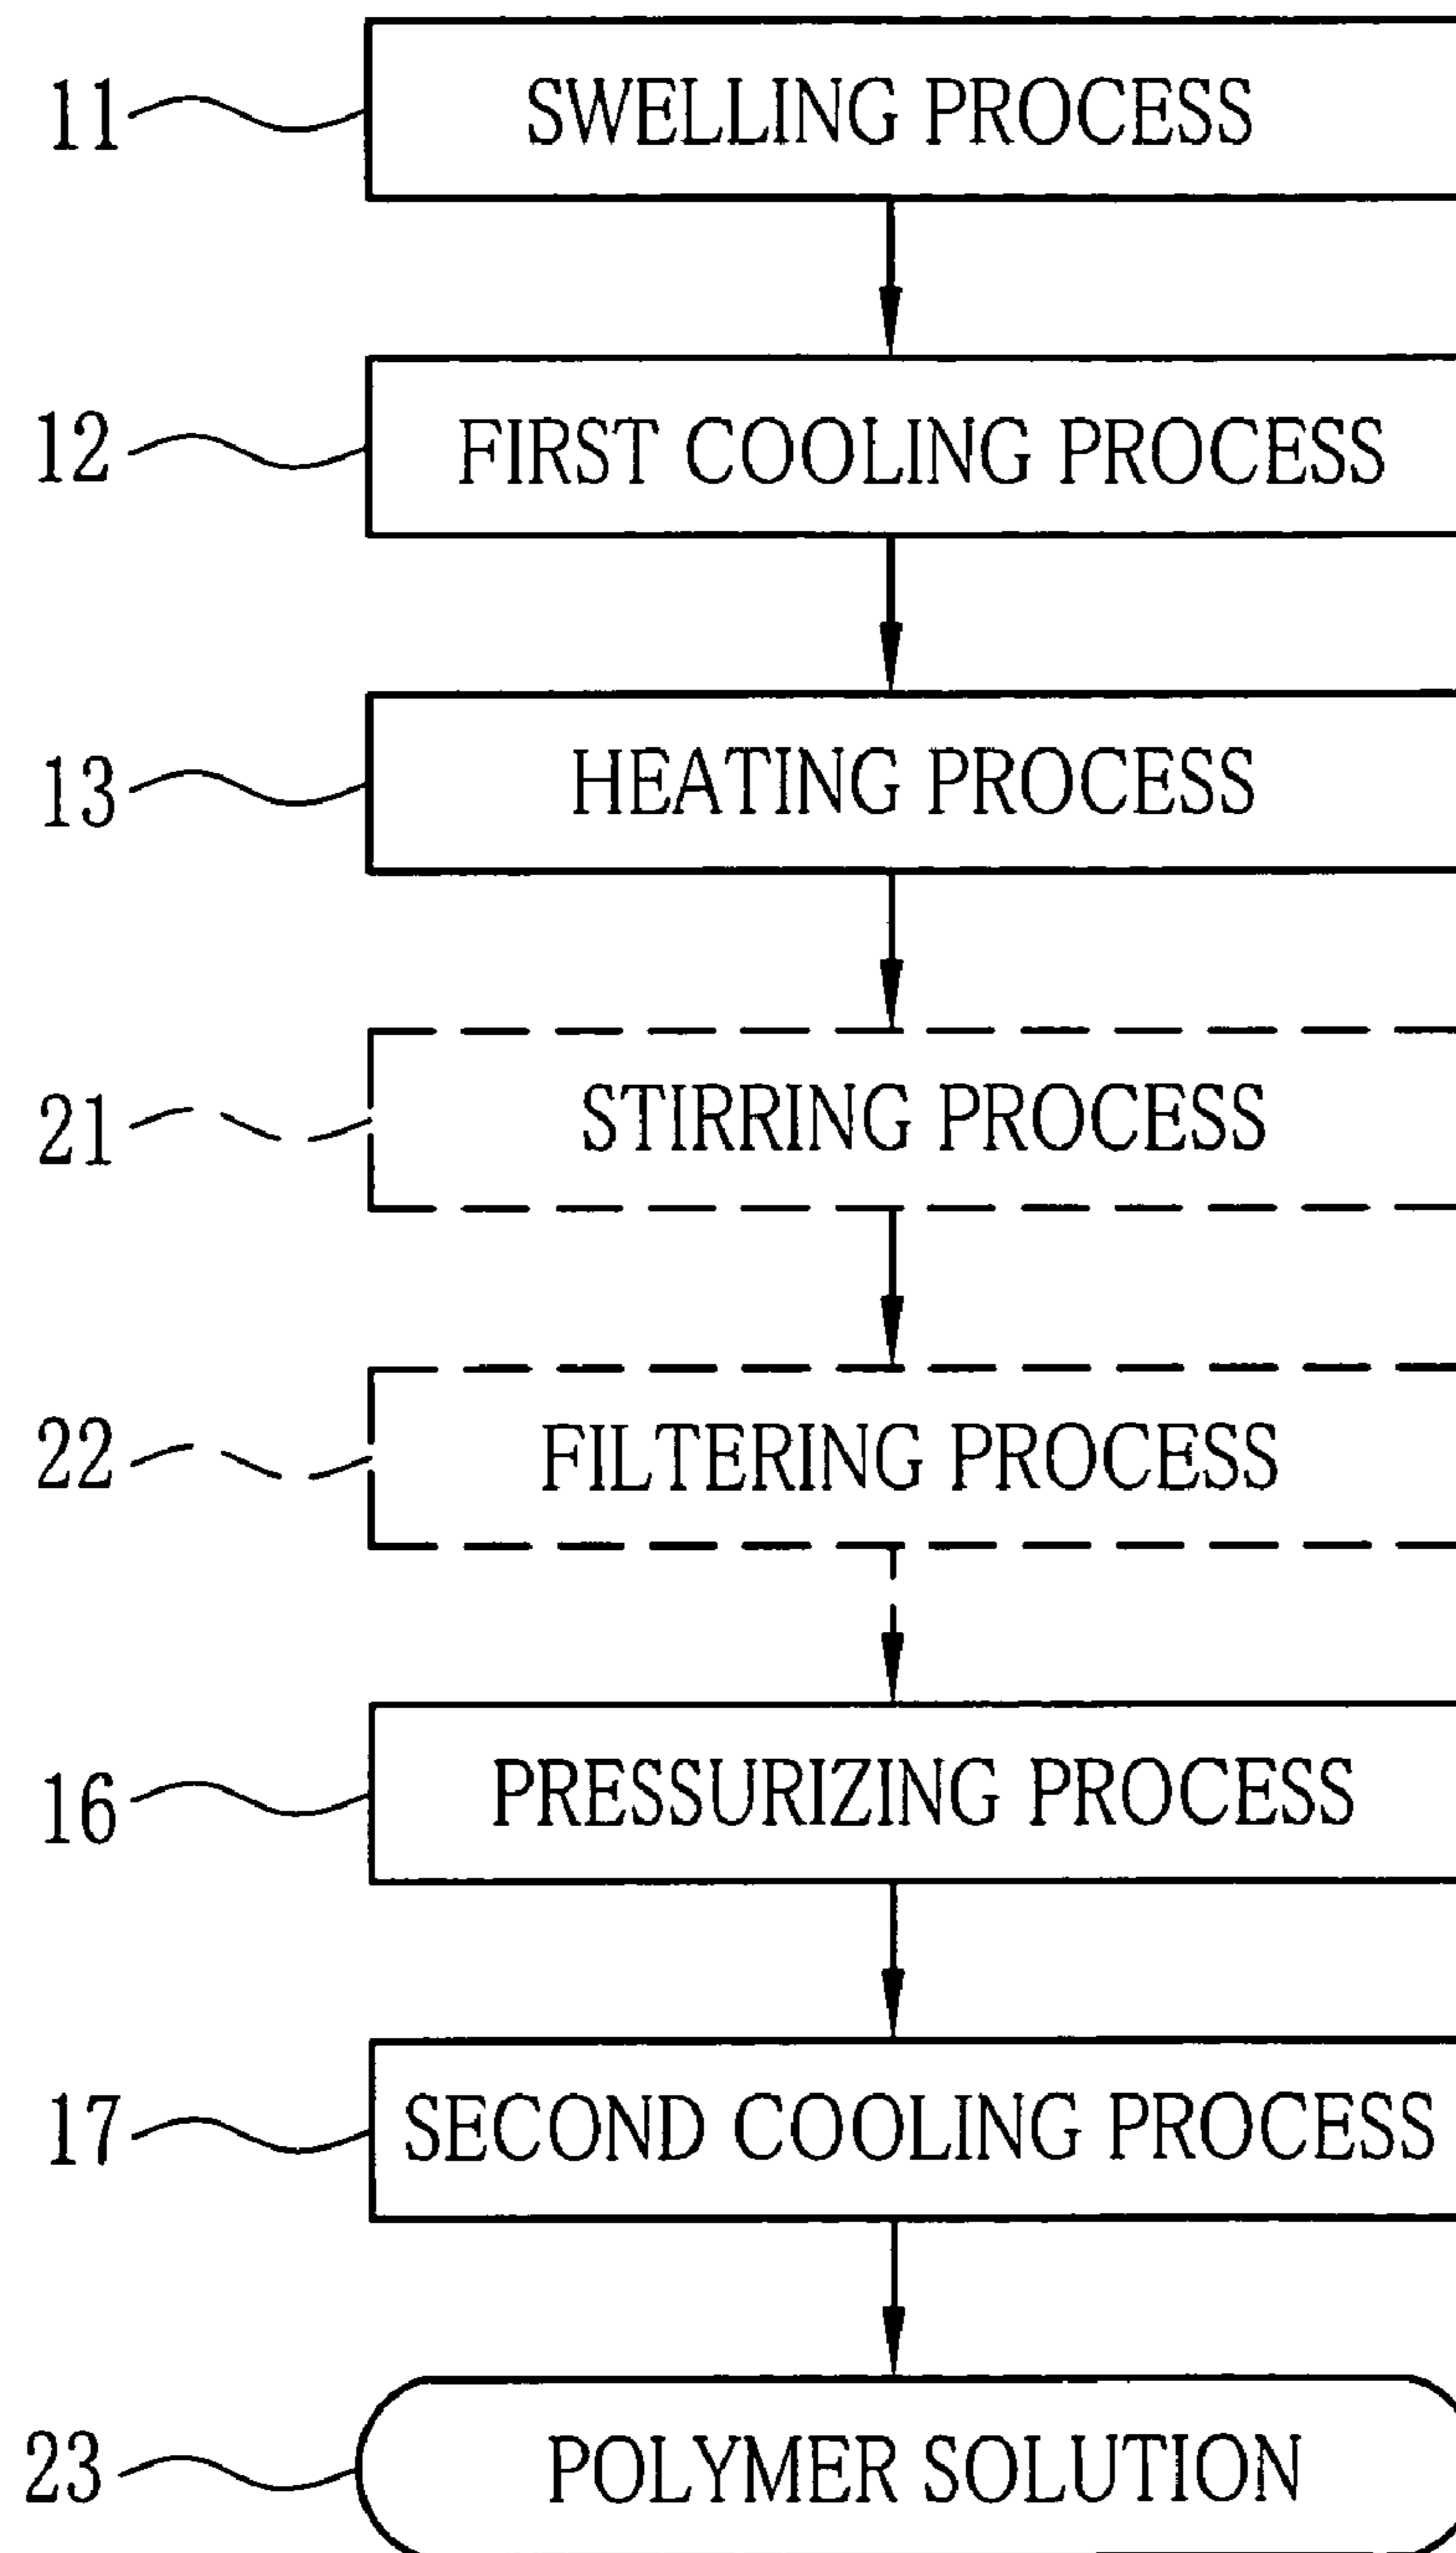 11 SWELLING PROCESS
12 FIRST COOLING PROCESS
13 HEATING PROCESS
21 STIRRING PROCESS
22 FILTERING PROCESS
16 PRESSURIZING PROCESS
17 SECOND COOLING PROCESS
23 POLYMER SOLUTION